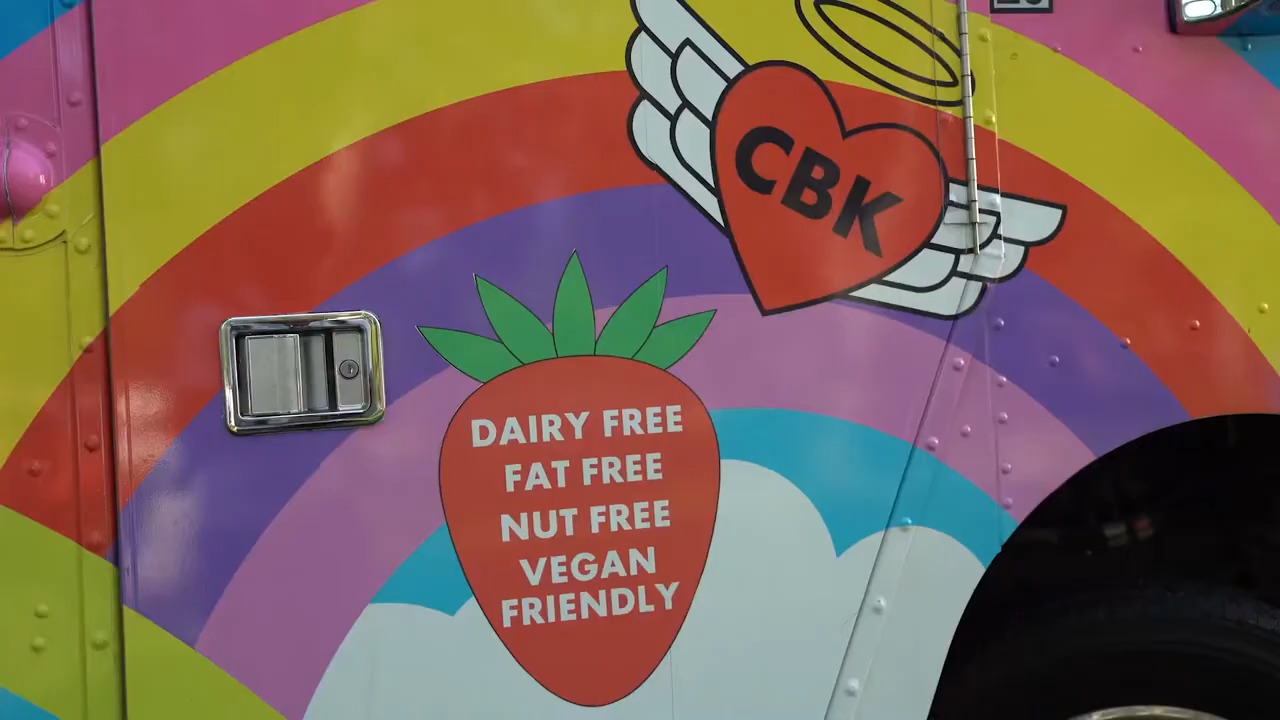 CBK
DAIRY FREE
FAT FREE
NUT FREE
VEGAN
FRIENDLY